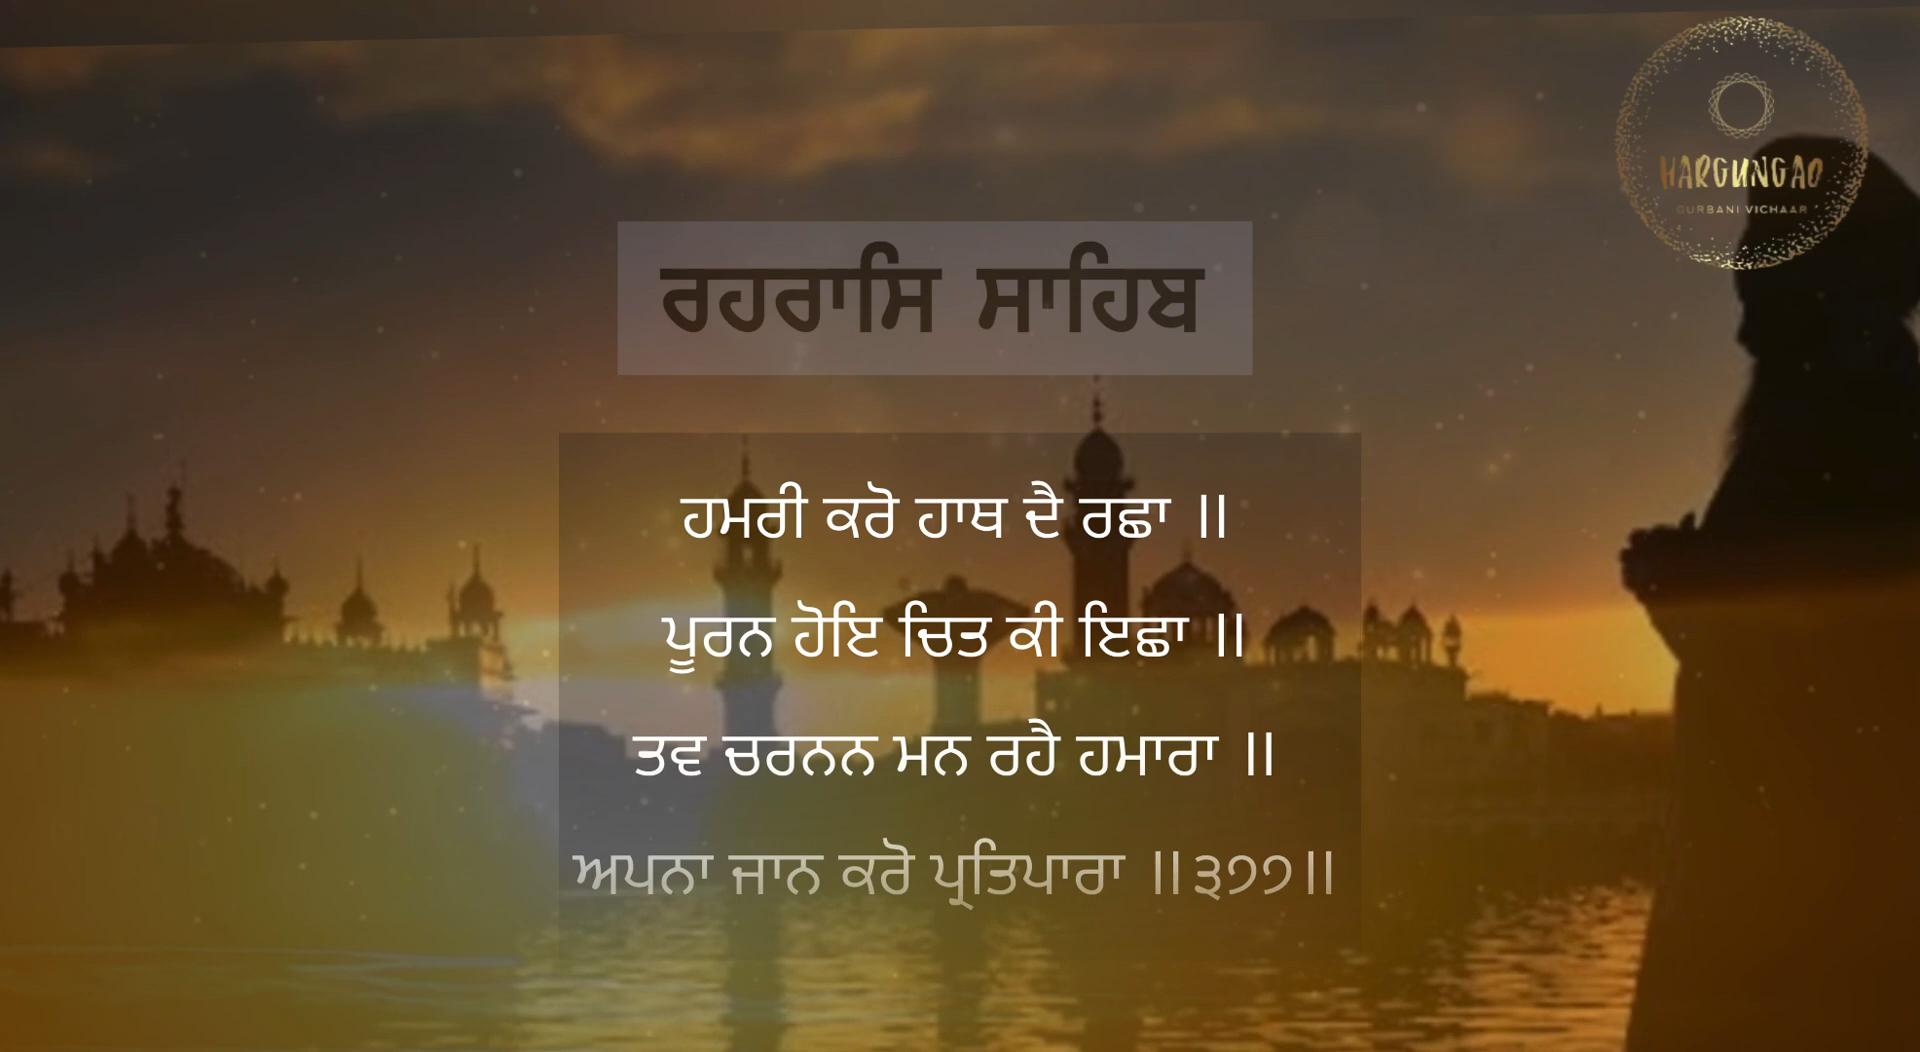 HARGUNGAO
GURBANI VICHAAR
ਰਹਰਾਸਿ ਸਾਹਿਬ
ਹਮਰੀ ਕਰੋ ਹਾਥ ਦੈ ਰਛਾ ॥
ਪੂਰਨ ਹੋਇ ਚਿਤ ਕੀ ਇਛਾ ॥
ਤਵ ਚਰਨਨ ਮਨ ਰਹੈ ਹਮਾਰਾ ॥
ਅਪਨਾ ਜਾਨ ਕਰੋ ਪ੍ਰਤਿਪਾਰਾ ॥੩੭੭॥